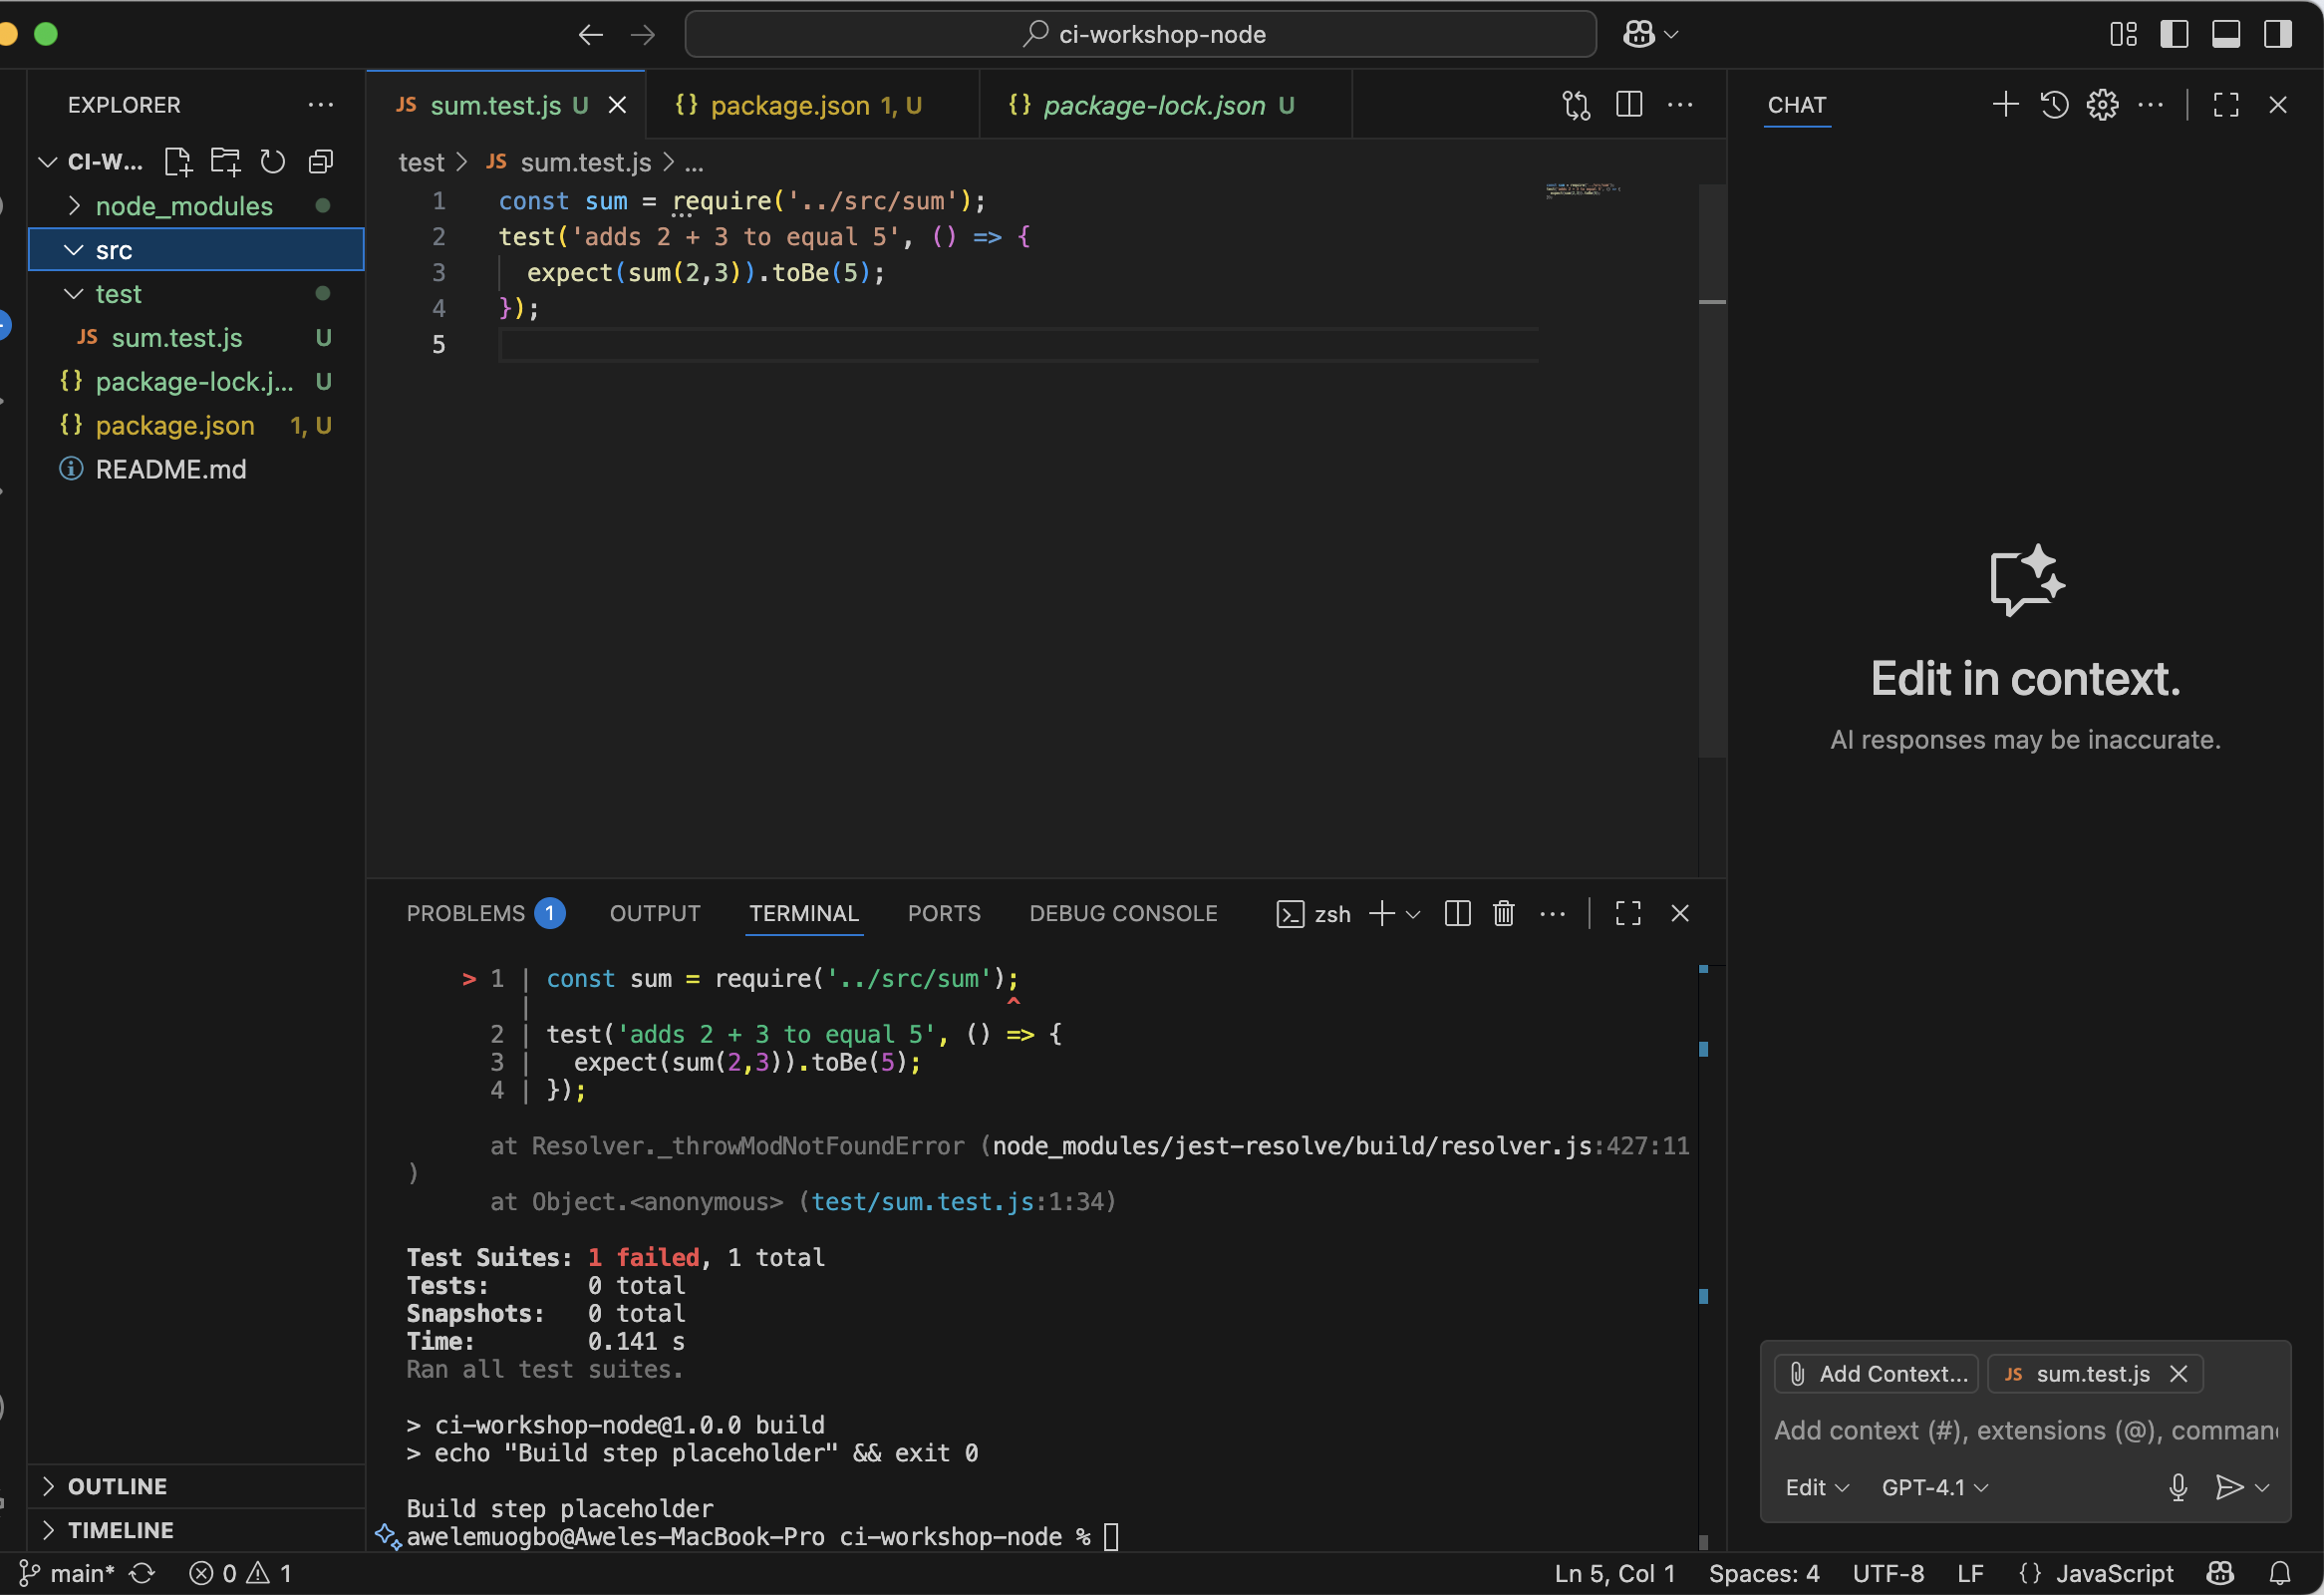 ci-workshop-node
EXPLORER
CI-W...
node_modules
src
test
JS sum.test.js U
{} package-lock.j... U
{} package.json 1, U
README.md
OUTLINE
TIMELINE
JS sum.test.js U
{} package.json 1, U
{} package-lock.json U
test > JS sum.test.js > ...
1 const sum = require('../src/sum');
2 test('adds 2 + 3 to equal 5', () => {
3 expect(sum(2,3)).toBe(5);
4 });
5
PROBLEMS 1 OUTPUT TERMINAL PORTS DEBUG CONSOLE zsh
> 1 | const sum = require('../src/sum');
| ^
2 | test('adds 2 + 3 to equal 5', () => {
3 | expect(sum(2,3)).toBe(5);
4 | });
at Resolver._throwModNotFoundError (node_modules/jest-resolve/build/resolver.js:427:11
)
at Object.<anonymous> (test/sum.test.js:1:34)
Test Suites: 1 failed, 1 total
Tests: 0 total
Snapshots: 0 total
Time: 0.141 s
Ran all test suites.
> ci-workshop-node@1.0.0 build
> echo "Build step placeholder" && exit 0
Build step placeholder
awelemuogbo@Aweles-MacBook-Pro ci-workshop-node %
CHAT
Edit in context.
AI responses may be inaccurate.
Add Context... JS sum.test.js
Add context (#), extensions (@), comman
Edit GPT-4.1
main* 0 1 Ln 5, Col 1 Spaces: 4 UTF-8 LF {} JavaScript